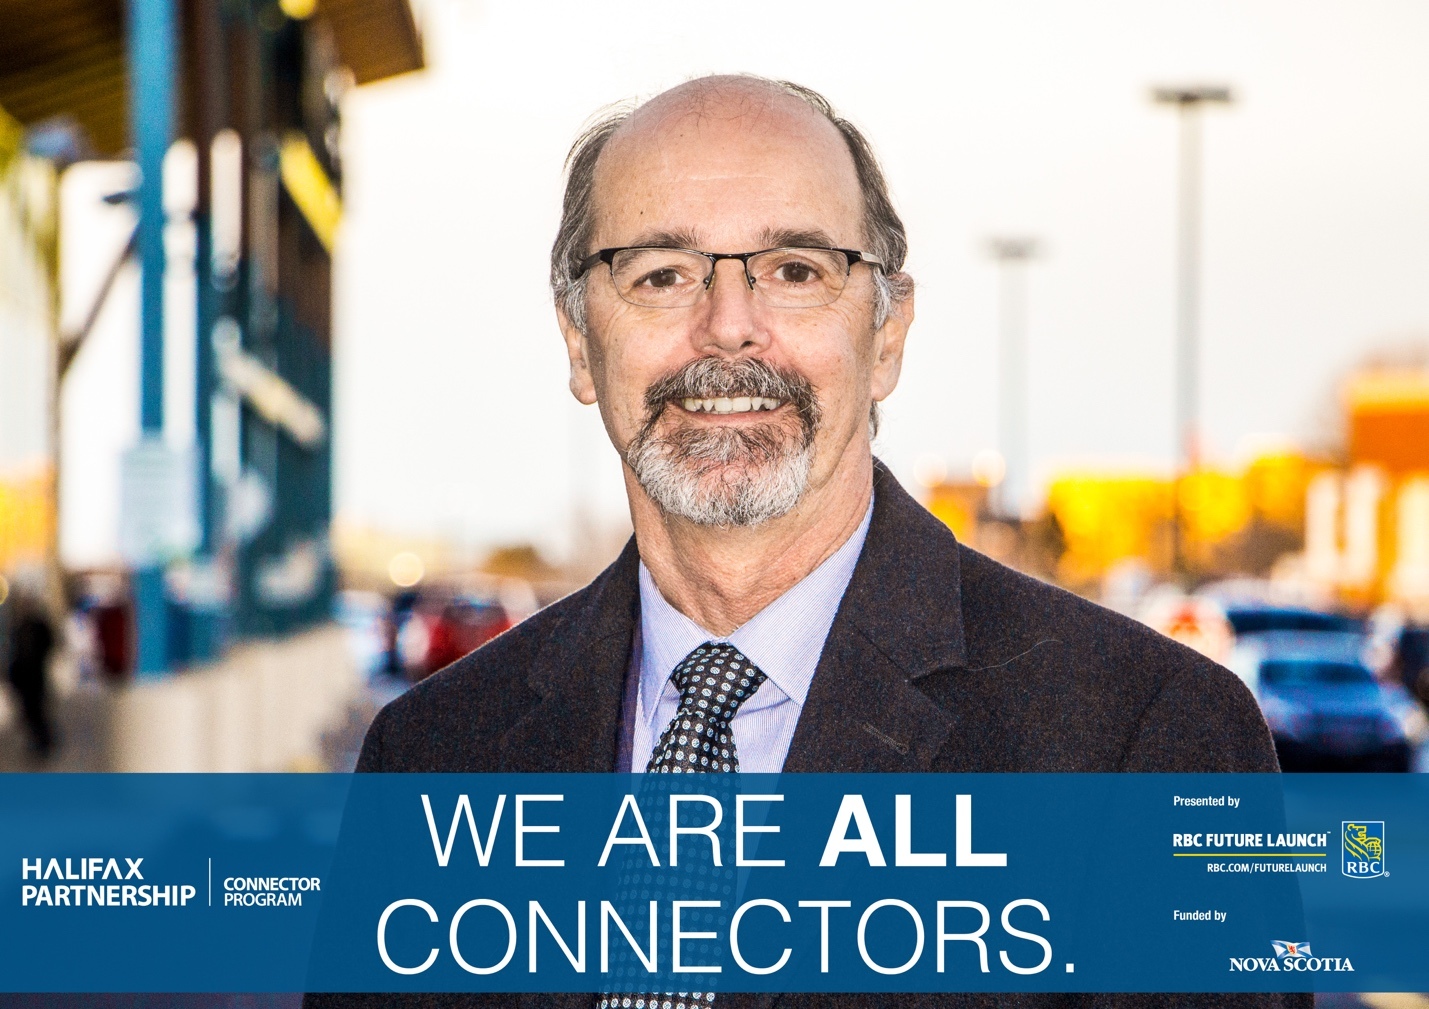 WE ARE ALL
CONNECTORS.
HALIFAX
PARTNERSHIP
CONNECTOR
PROGRAM
Presented by
RBC FUTURE LAUNCH™
RBC.COM/FUTURELAUNCH
RBC®
Funded by
NOVA SCOTIA